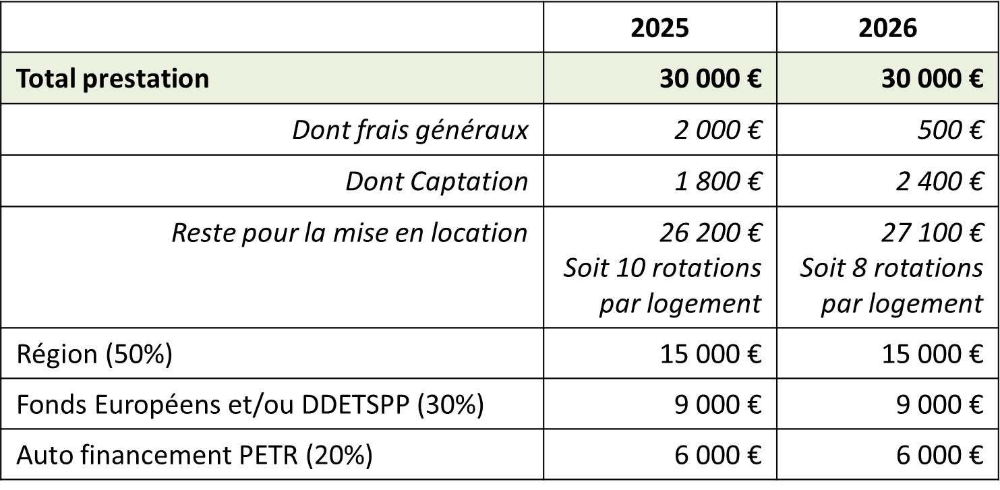 2025 2026
Total prestation 30 000 € 30 000 €
Dont frais généraux 2 000 € 500 €
Dont Captation 1 800 € 2 400 €
Reste pour la mise en location 26 200 € 27 100 €
Soit 10 rotations Soit 8 rotations
par logement par logement
Région (50%) 15 000 € 15 000 €
Fonds Européens et/ou DDETSPP (30%) 9 000 € 9 000 €
Auto financement PETR (20%) 6 000 € 6 000 €